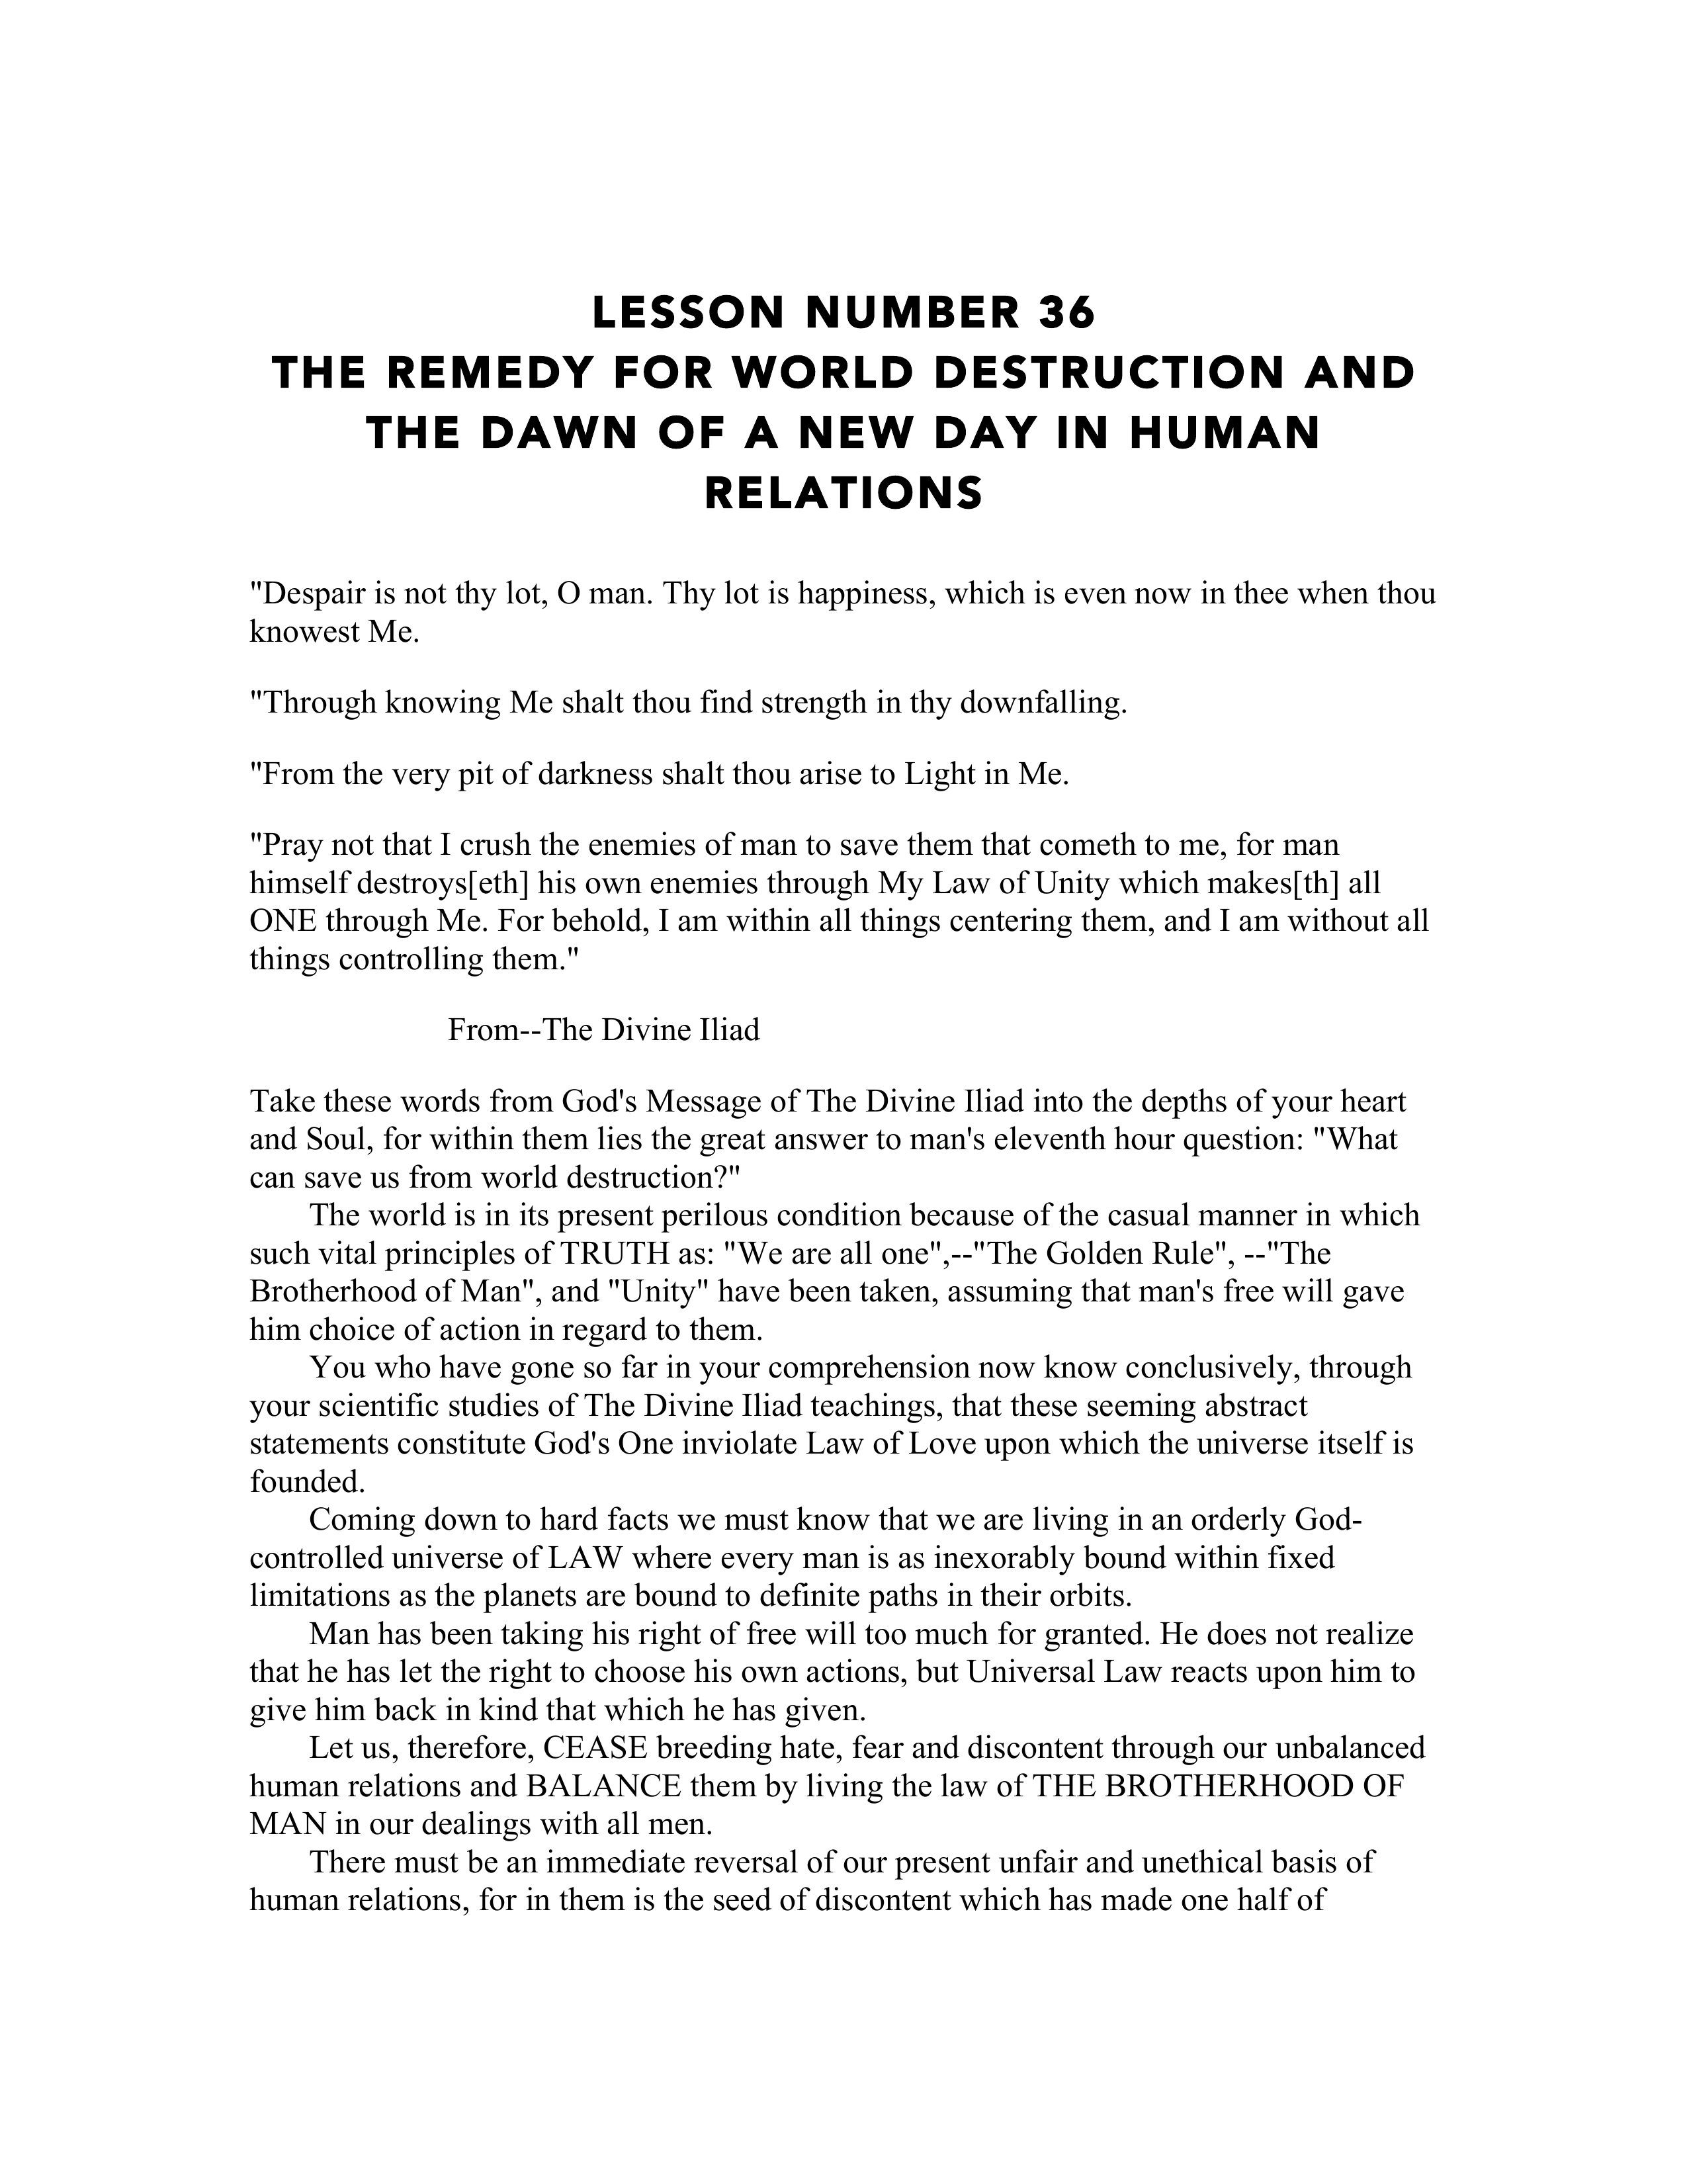 LESSON NUMBER 36
THE REMEDY FOR WORLD DESTRUCTION AND
THE DAWN OF A NEW DAY IN HUMAN
RELATIONS
"Despair is not thy lot, O man. Thy lot is happiness, which is even now in thee when thou
knowest Me.
"Through knowing Me shalt thou find strength in thy downfalling.
"From the very pit of darkness shalt thou arise to Light in Me.
"Pray not that I crush the enemies of man to save them that cometh to me, for man
himself destroys[eth] his own enemies through My Law of Unity which makes[th] all
ONE through Me. For behold, I am within all things centering them, and I am without all
things controlling them."
From--The Divine Iliad
Take these words from God's Message of The Divine Iliad into the depths of your heart
and Soul, for within them lies the great answer to man's eleventh hour question: "What
can save us from world destruction?"
The world is in its present perilous condition because of the casual manner in which
such vital principles of TRUTH as: "We are all one",--"The Golden Rule", --"The
Brotherhood of Man", and "Unity" have been taken, assuming that man's free will gave
him choice of action in regard to them.
You who have gone so far in your comprehension now know conclusively, through
your scientific studies of The Divine Iliad teachings, that these seeming abstract
statements constitute God's One inviolate Law of Love upon which the universe itself is
founded.
Coming down to hard facts we must know that we are living in an orderly God-
controlled universe of LAW where every man is as inexorably bound within fixed
limitations as the planets are bound to definite paths in their orbits.
Man has been taking his right of free will too much for granted. He does not realize
that he has let the right to choose his own actions, but Universal Law reacts upon him to
give him back in kind that which he has given.
Let us, therefore, CEASE breeding hate, fear and discontent through our unbalanced
human relations and BALANCE them by living the law of THE BROTHERHOOD OF
MAN in our dealings with all men.
There must be an immediate reversal of our present unfair and unethical basis of
human relations, for in them is the seed of discontent which has made one half of